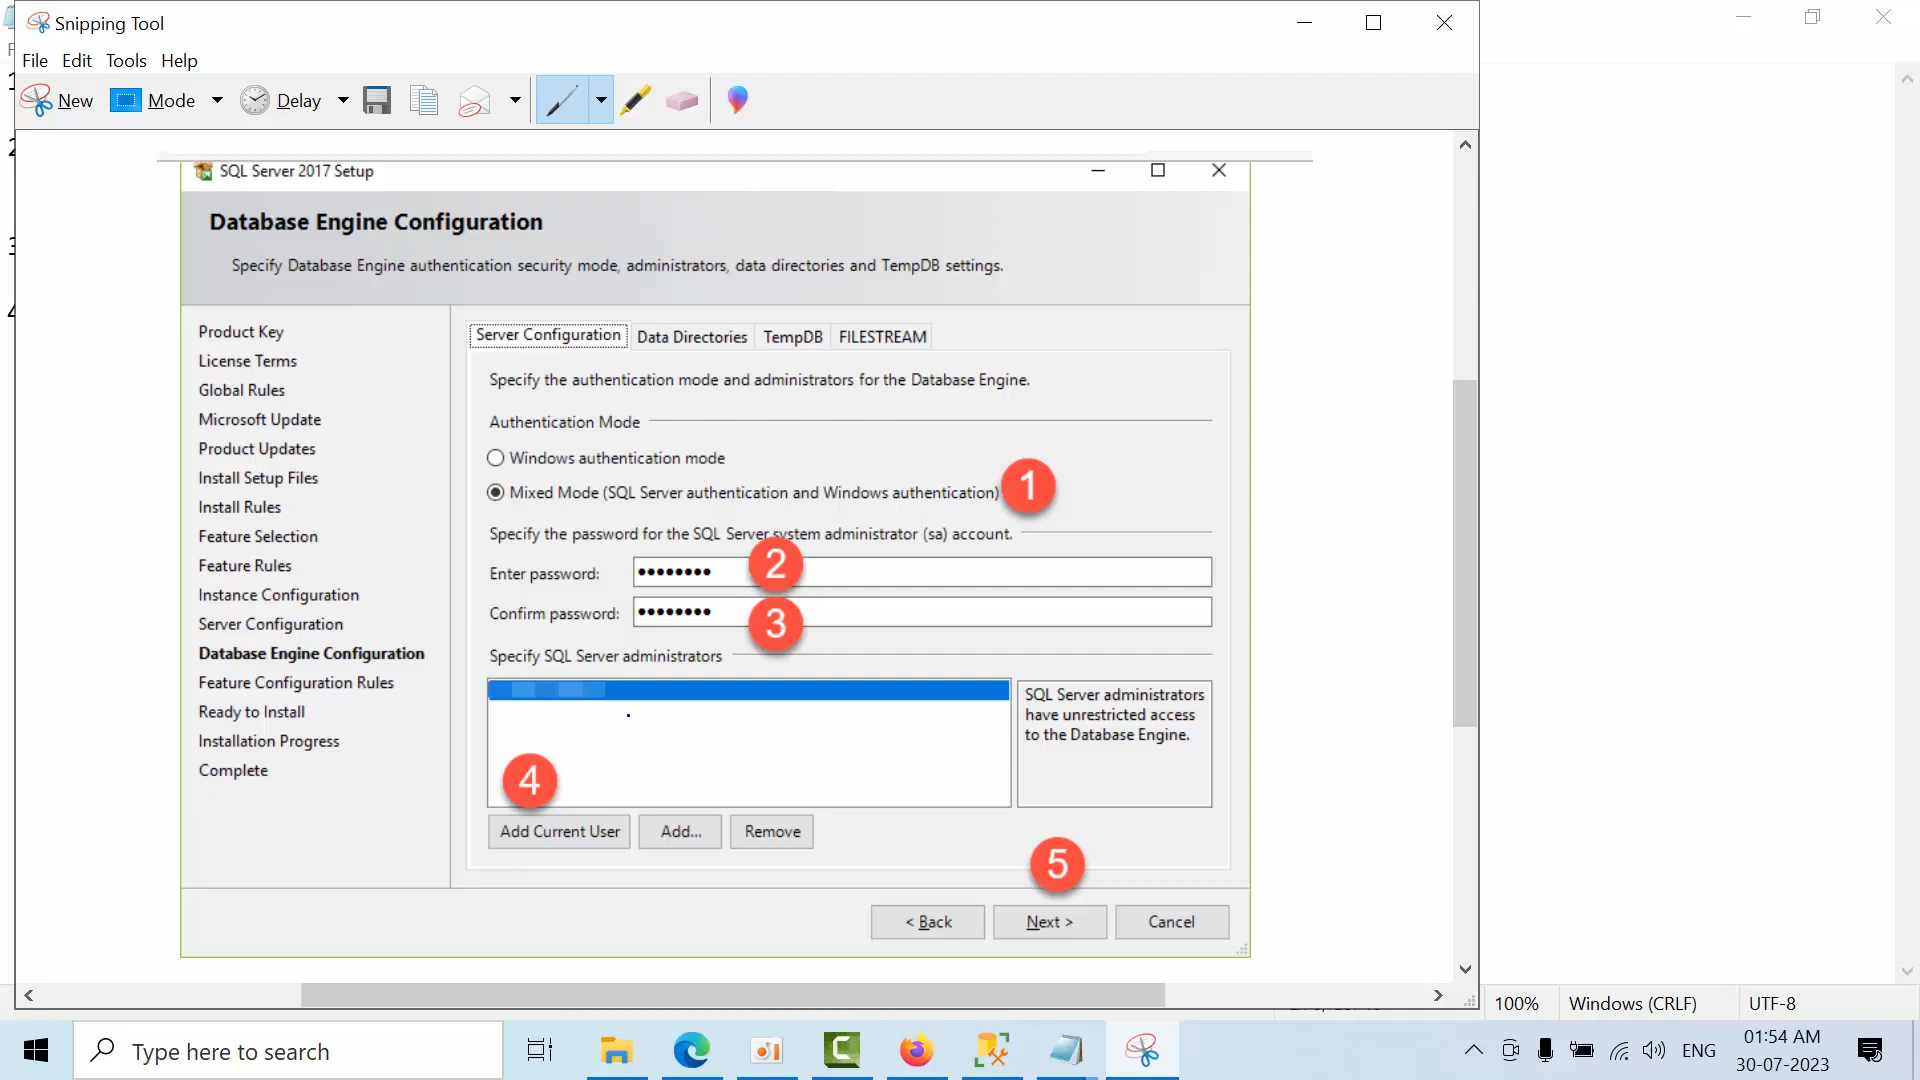 Snipping Tool
File Edit Tools Help
New Mode Delay
SQL Server 2017 Setup
Database Engine Configuration
Specify Database Engine authentication security mode, administrators, data directories and TempDB settings.
Product Key
License Terms
Global Rules
Microsoft Update
Product Updates
Install Setup Files
Install Rules
Feature Selection
Feature Rules
Instance Configuration
Server Configuration
Database Engine Configuration
Feature Configuration Rules
Ready to Install
Installation Progress
Complete
Server Configuration Data Directories TempDB FILESTREAM
Specify the authentication mode and administrators for the Database Engine.
Authentication Mode
Windows authentication mode
Mixed Mode (SQL Server authentication and Windows authentication) 1
Specify the password for the SQL Server system administrator (sa) account.
Enter password: ●●●●●●●● 2
Confirm password: ●●●●●●●● 3
Specify SQL Server administrators
SQL Server administrators
have unrestricted access
to the Database Engine.
4
Add Current User Add... Remove
5
< Back Next > Cancel
100% Windows (CRLF) UTF-8
Type here to search
ENG
01:54 AM
30-07-2023